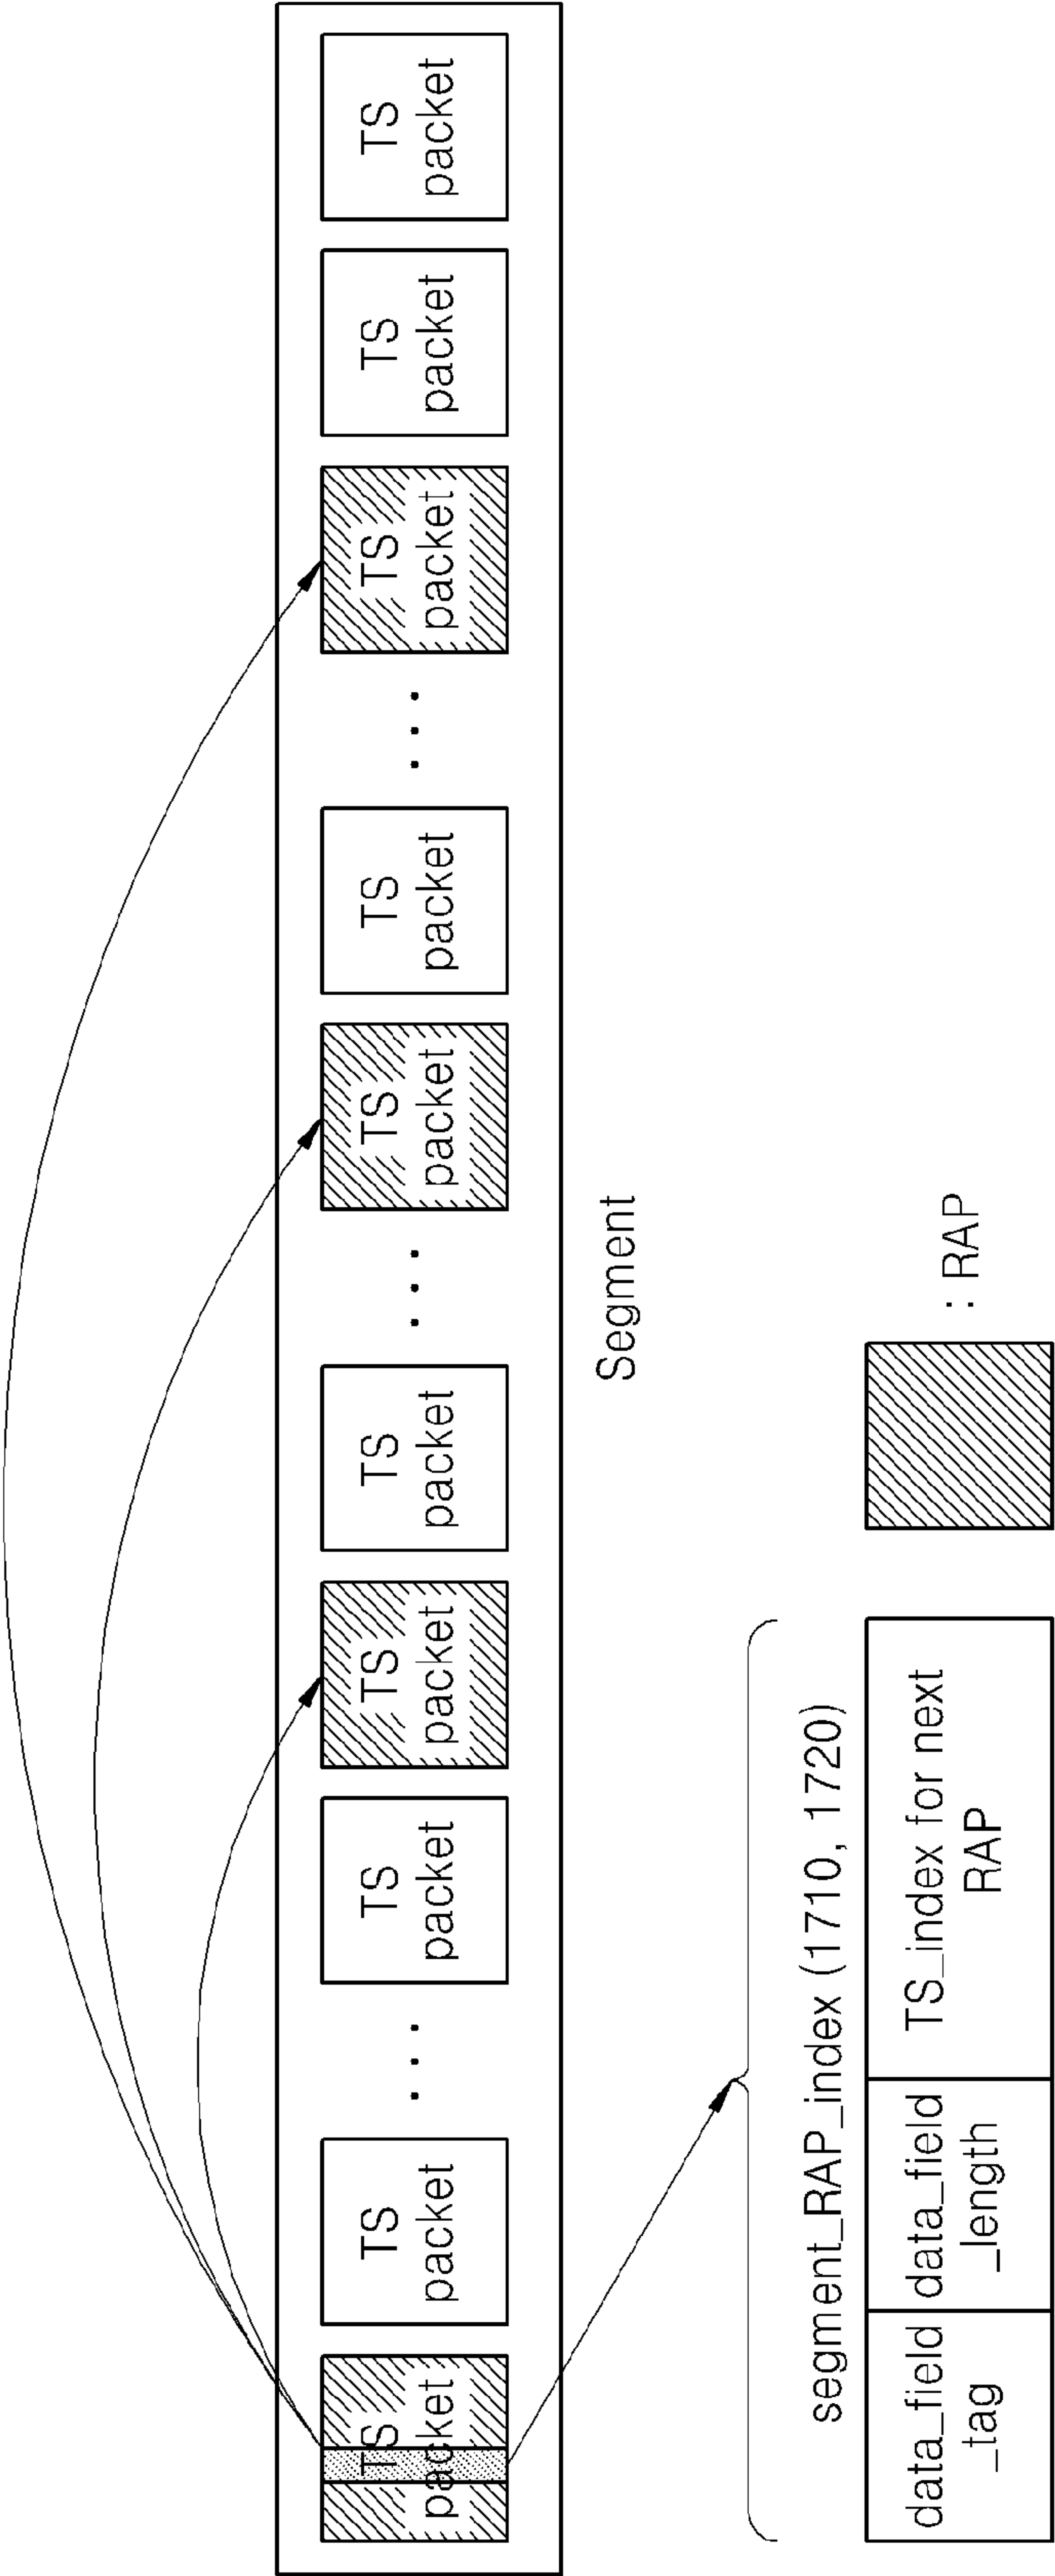 TS
packet
TS
packet
...
TS
packet
TS
packet
TS
packet
...
TS
packet
TS
packet
...
TS
packet
TS
packet
TS
packet
Segment
segment_RAP_index (1710, 1720)
data_field
_tag
data_field
_length
TS_index for next
RAP
: RAP